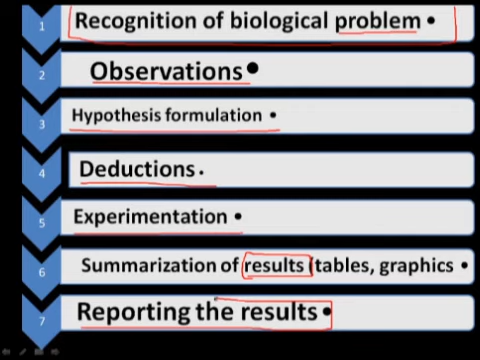 1 Recognition of biological problem •
2 Observations •
3 Hypothesis formulation •
4 Deductions •
5 Experimentation •
6 Summarization of results (tables, graphics •
7 Reporting the results •